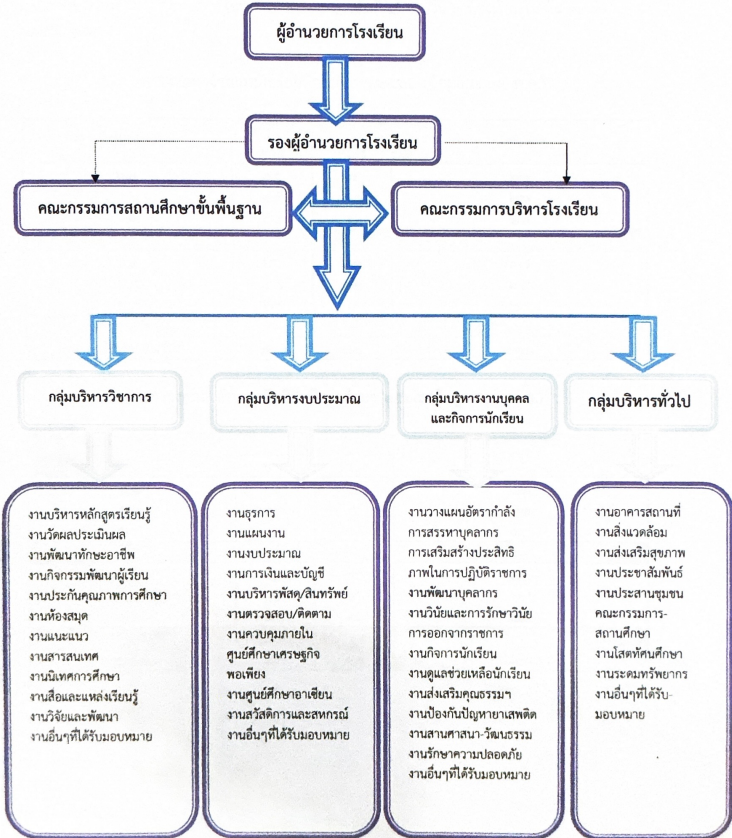 ผู้อำนวยการโรงเรียน
รองผู้อำนวยการโรงเรียน
คณะกรรมการสถานศึกษาขั้นพื้นฐาน
คณะกรรมการบริหารโรงเรียน
กลุ่มบริหารวิชาการ
กลุ่มบริหารงบประมาณ
กลุ่มบริหารงานบุคคล
และกิจการนักเรียน
กลุ่มบริหารทั่วไป
งานบริหารหลักสูตรเรียนรู้
งานวัดผลประเมินผล
งานพัฒนาทักษะอาชีพ
งานกิจกรรมพัฒนาผู้เรียน
งานประกันคุณภาพการศึกษา
งานห้องสมุด
งานแนะแนว
งานสารสนเทศ
งานนิเทศการศึกษา
งานสื่อและแหล่งเรียนรู้
งานวิจัยและพัฒนา
งานอื่นๆที่ได้รับมอบหมาย
งานธุรการ
งานแผนงาน
งานงบประมาณ
งานการเงินและบัญชี
งานบริหารพัสดุ/สินทรัพย์
งานตรวจสอบ/ติดตาม
งานควบคุมภายใน
ศูนย์ศึกษาเศรษฐกิจ
พอเพียง
งานศูนย์ศึกษาอาเซียน
งานสวัสดิการและสหกรณ์
งานอื่นๆที่ได้รับมอบหมาย
งานวางแผนอัตรากำลัง
การสรรหาบุคลากร
การเสริมสร้างประสิทธิ
ภาพในการปฏิบัติราชการ
งานพัฒนาบุคลากร
งานวินัยและการรักษาวินัย
การออกจากราชการ
งานกิจการนักเรียน
งานดูแลช่วยเหลือนักเรียน
งานส่งเสริมคุณธรรมฯ
งานป้องกันปัญหายาเสพติด
งานสานศาสนา-วัฒนธรรม
งานรักษาความปลอดภัย
งานอื่นๆที่ได้รับมอบหมาย
งานอาคารสถานที่
งานสิ่งแวดล้อม
งานส่งเสริมสุขภาพ
งานประชาสัมพันธ์
งานประสานชุมชน
คณะกรรมการ-
สถานศึกษา
งานโสตทัศนศึกษา
งานระดมทรัพยากร
งานอื่นๆที่ได้รับ-
มอบหมาย